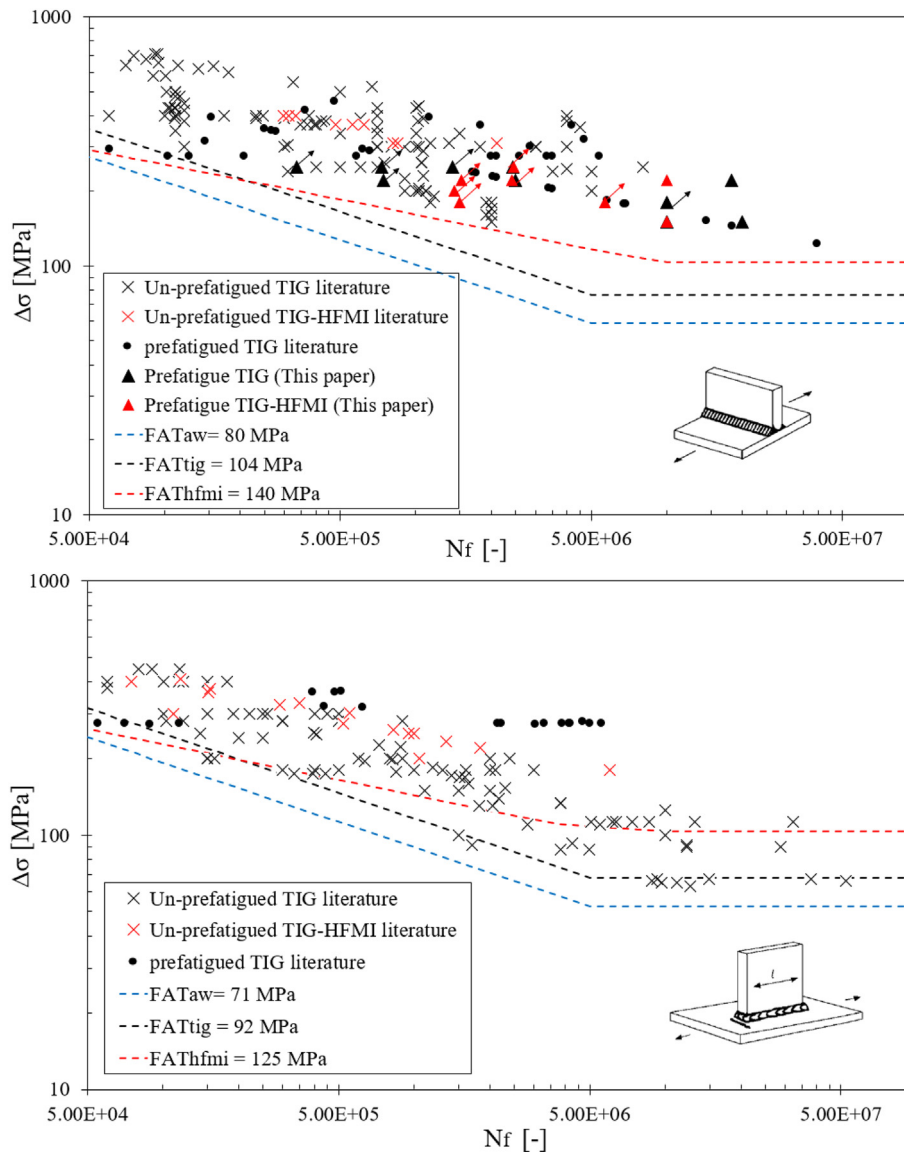 1000
100
10
Δσ [MPa]
Un-prefatigued TIG literature
Un-prefatigued TIG-HFMI literature
prefatigued TIG literature
Prefatigue TIG (This paper)
Prefatigue TIG-HFMI (This paper)
FATaw= 80 MPa
FATtig = 104 MPa
FAThfmi = 140 MPa
5.00E+04 5.00E+05 5.00E+06 5.00E+07
Nf [-]
1000
100
10
Δσ [MPa]
Un-prefatigued TIG literature
Un-prefatigued TIG-HFMI literature
prefatigued TIG literature
FATaw= 71 MPa
FATtig = 92 MPa
FAThfmi = 125 MPa
l
5.00E+04 5.00E+05 5.00E+06 5.00E+07
Nf [-]